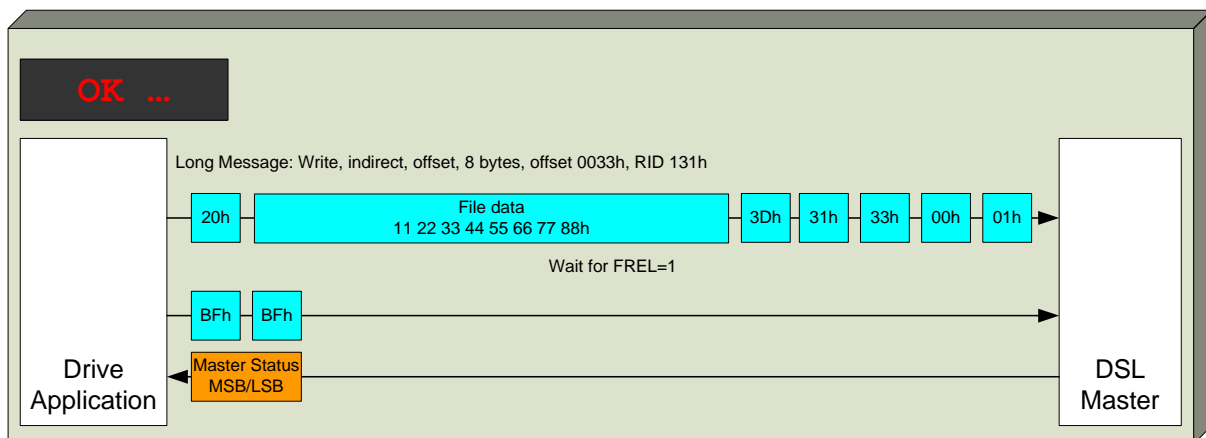 OK …
Long Message: Write, indirect, offset, 8 bytes, offset 0033h, RID 131h
20h
File data
11 22 33 44 55 66 77 88h
3Dh
31h
33h
00h
01h
Wait for FREL=1
BFh
BFh
Master Status
MSB/LSB
Drive
Application
DSL
Master